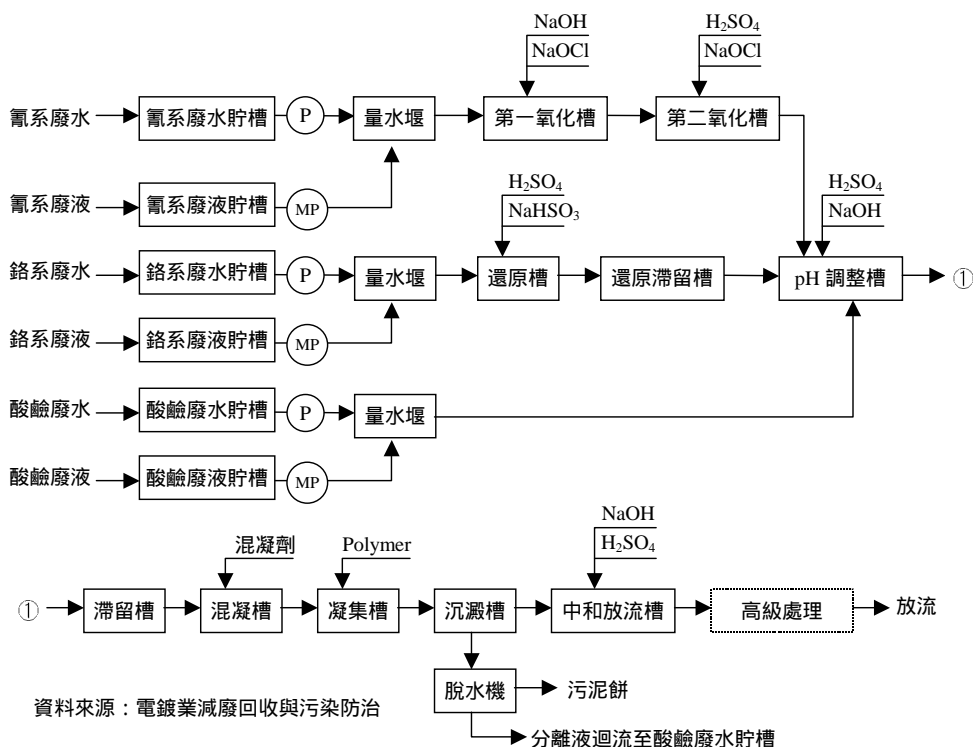 NaOH
NaOCl
H₂SO₄
NaOCl
氰系廢水
氰系廢水貯槽
P
量水堰
第一氧化槽
第二氧化槽
氰系廢液
氰系廢液貯槽
MP
H₂SO₄
NaHSO₃
H₂SO₄
NaOH
鉻系廢水
鉻系廢水貯槽
P
量水堰
還原槽
還原滯留槽
pH 調整槽
①
鉻系廢液
鉻系廢液貯槽
MP
酸鹼廢水
酸鹼廢水貯槽
P
量水堰
酸鹼廢液
酸鹼廢液貯槽
MP
混凝劑
Polymer
NaOH
H₂SO₄
①
滯留槽
混凝槽
凝集槽
沉澱槽
中和放流槽
高級處理
放流
脫水機
污泥餅
資料來源：電鍍業減廢回收與污染防治
分離液迴流至酸鹼廢水貯槽